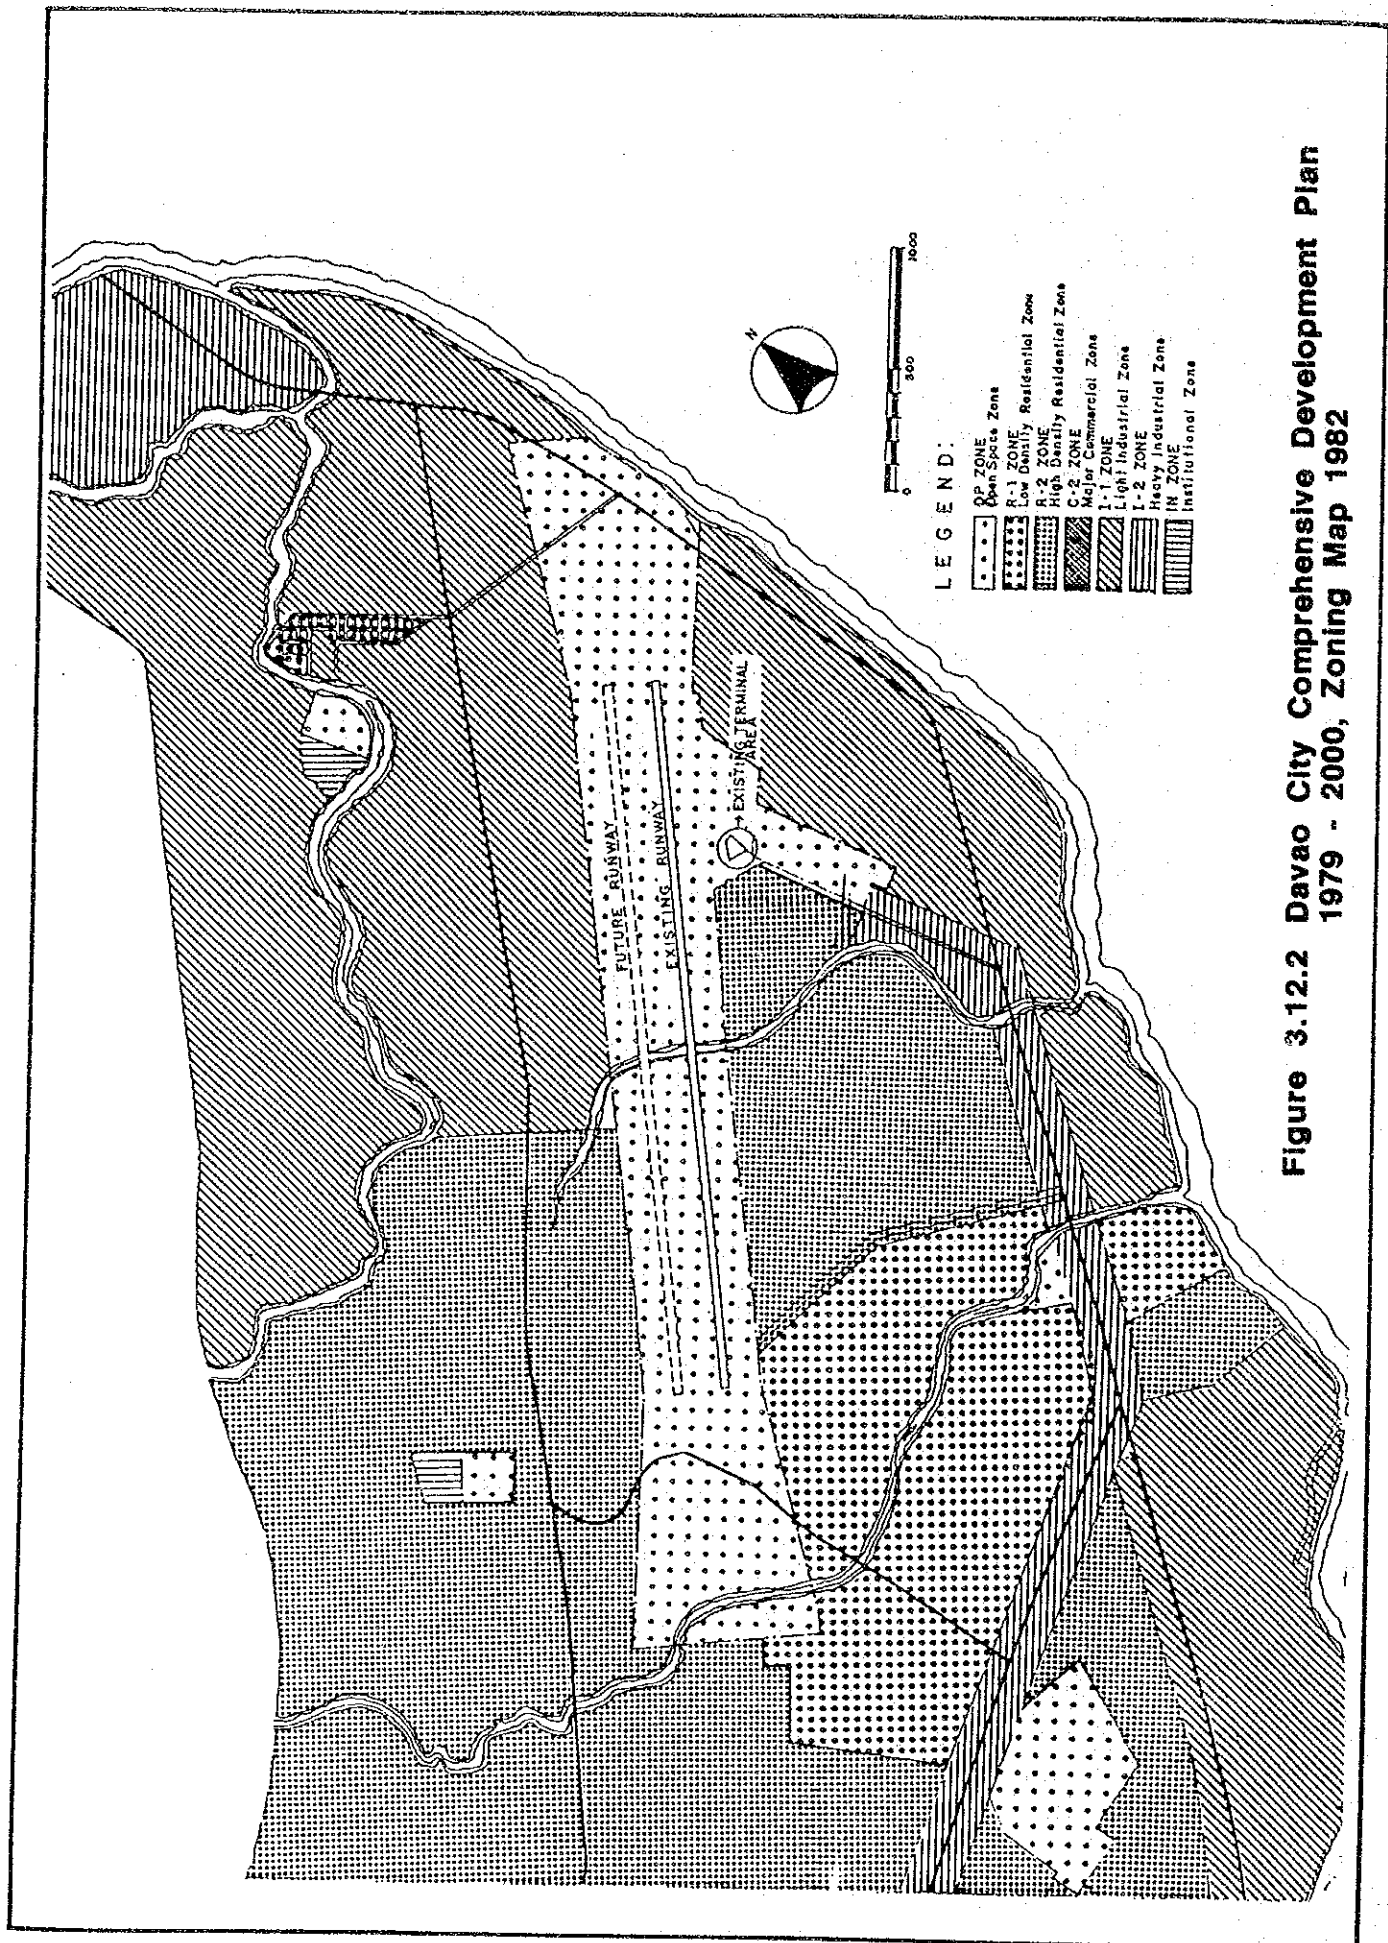 N
0 300 1000
LEGEND:
OP ZONE
Open Space Zone
R-1 ZONE
Low Density Residential Zone
R-2 ZONE
High Density Residential Zone
C-2 ZONE
Major Commercial Zone
I-1 ZONE
Light Industrial Zone
I-2 ZONE
Heavy Industrial Zone
IN ZONE
Institutional Zone
FUTURE RUNWAY
EXISTING RUNWAY
EXISTING TERMINAL
AREA
Figure 3.12.2 Davao City Comprehensive Development Plan
1979 - 2000, Zoning Map 1982